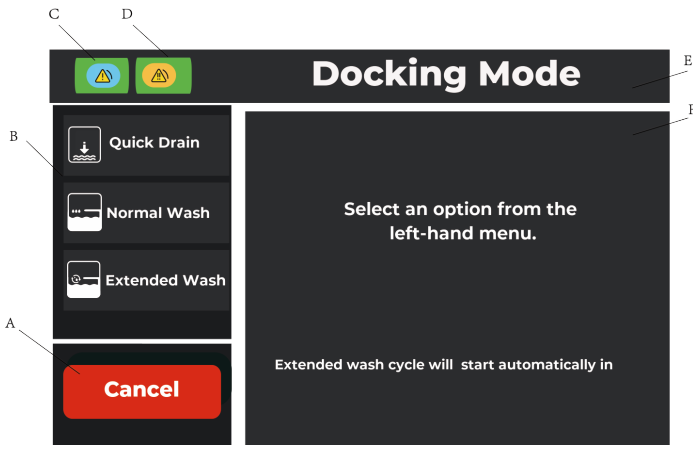 C
D
Docking Mode
E
B
Quick Drain
Normal Wash
Extended Wash
Select an option from the
left-hand menu.
A
Cancel
Extended wash cycle will start automatically in